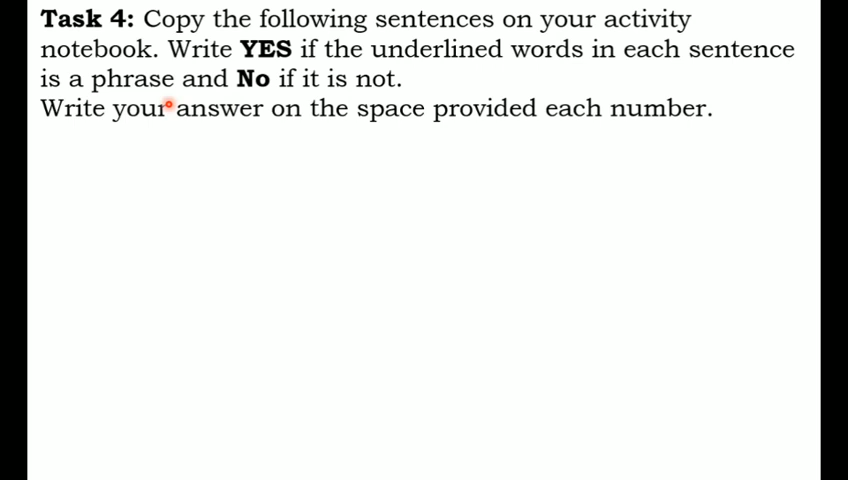 Task 4: Copy the following sentences on your activity
notebook. Write YES if the underlined words in each sentence
is a phrase and No if it is not.
Write your answer on the space provided each number.